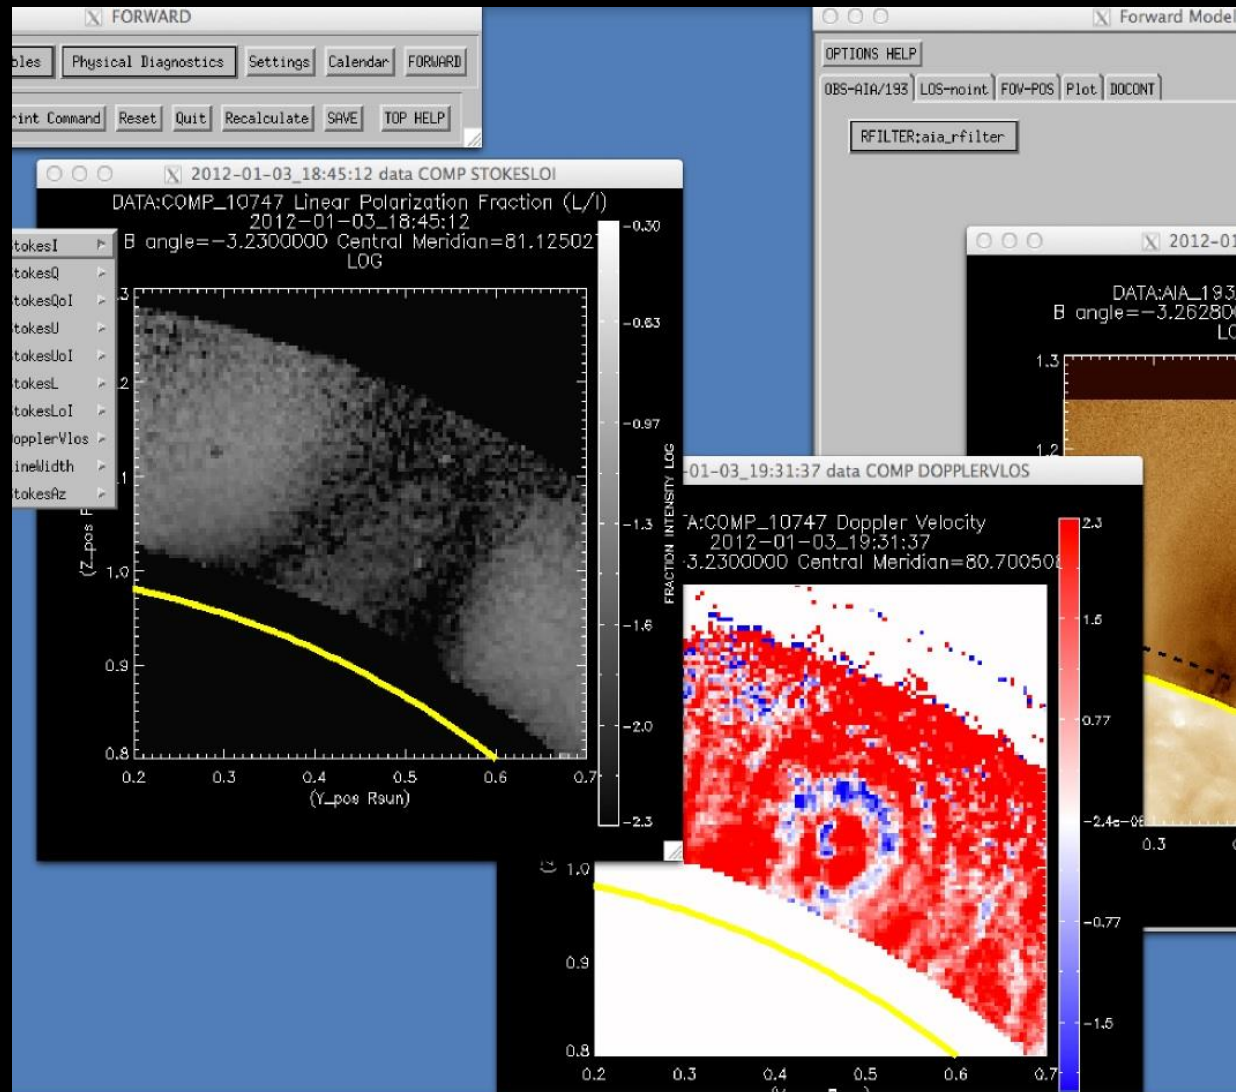 FORWARD
Physical Diagnostics Settings Calendar FORWARD
Command Reset Quit Recalculate SAVE TOP HELP
Forward Model
OPTIONS HELP
OBS-AIA/193 LOS-noint FOV-POS Plot DOCONT
RFILTER:aia_rfilter
2012-01-03_18:45:12 data COMP STOKESLOI
DATA:COMP_10747 Linear Polarization Fraction (L/I)
2012-01-03_18:45:12
B angle=-3.2300000 Central Meridian=81.12502
LOG
tokesI
tokesQ
tokesQoI
tokesU
tokesUoI
tokesL
tokesLoI
opplerVlos
ineWidth
tokesAz
.3
.2
.1
1.0
0.9
0.8
0.2 0.3 0.4 0.5 0.6 0.7
(Y_pos Rsun)
(Z_pos R
-0.30
-0.63
-0.97
-1.3
-1.6
-2.0
-2.3
FRACTION INTENSITY LOG
2012-01
DATA:AIA_193
B angle=-3.26280
LO
1.3
1.2
0.3
-01-03_19:31:37 data COMP DOPPLERVLOS
A:COMP_10747 Doppler Velocity
2012-01-03_19:31:37
-3.2300000 Central Meridian=80.70050
2.3
1.5
0.77
-2.4e-08
-0.77
-1.5
1.0
0.9
0.8
0.2 0.3 0.4 0.5 0.6 0.7